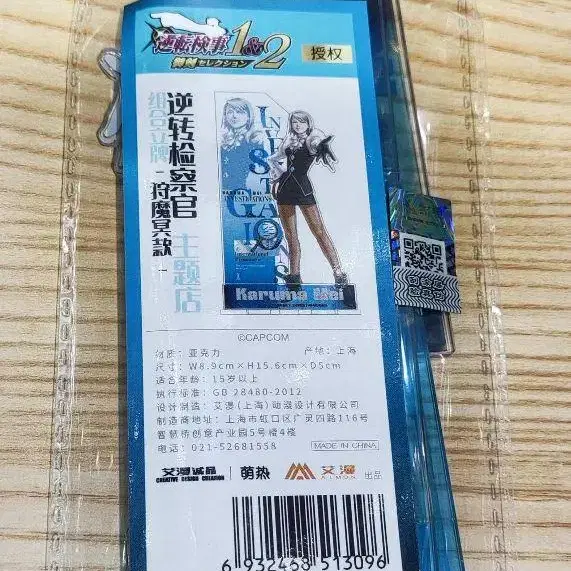 逆転検事1&2
御剣セレクション
授权
逆转检察官
主题店
组合立牌
-狩魔冥款-
INVESTIGATIONS
Karuma Mei
©CAPCOM
材质: 亚克力 产地: 上海
尺寸: W8.9cm×H15.6cm×D5cm
适合年龄: 15岁以上
执行标准: GB 28480-2012
设计制造: 艾漫(上海)动漫设计有限公司
制造商地址: 上海市虹口区广灵四路116号
智慧桥创意产业园5号楼4楼
电话: 021-52681558
MADE IN CHINA
艾漫诚品
CREATIVE DESIGN CREATION
萌热
艾漫
AIMON
出品
6 932468 513096